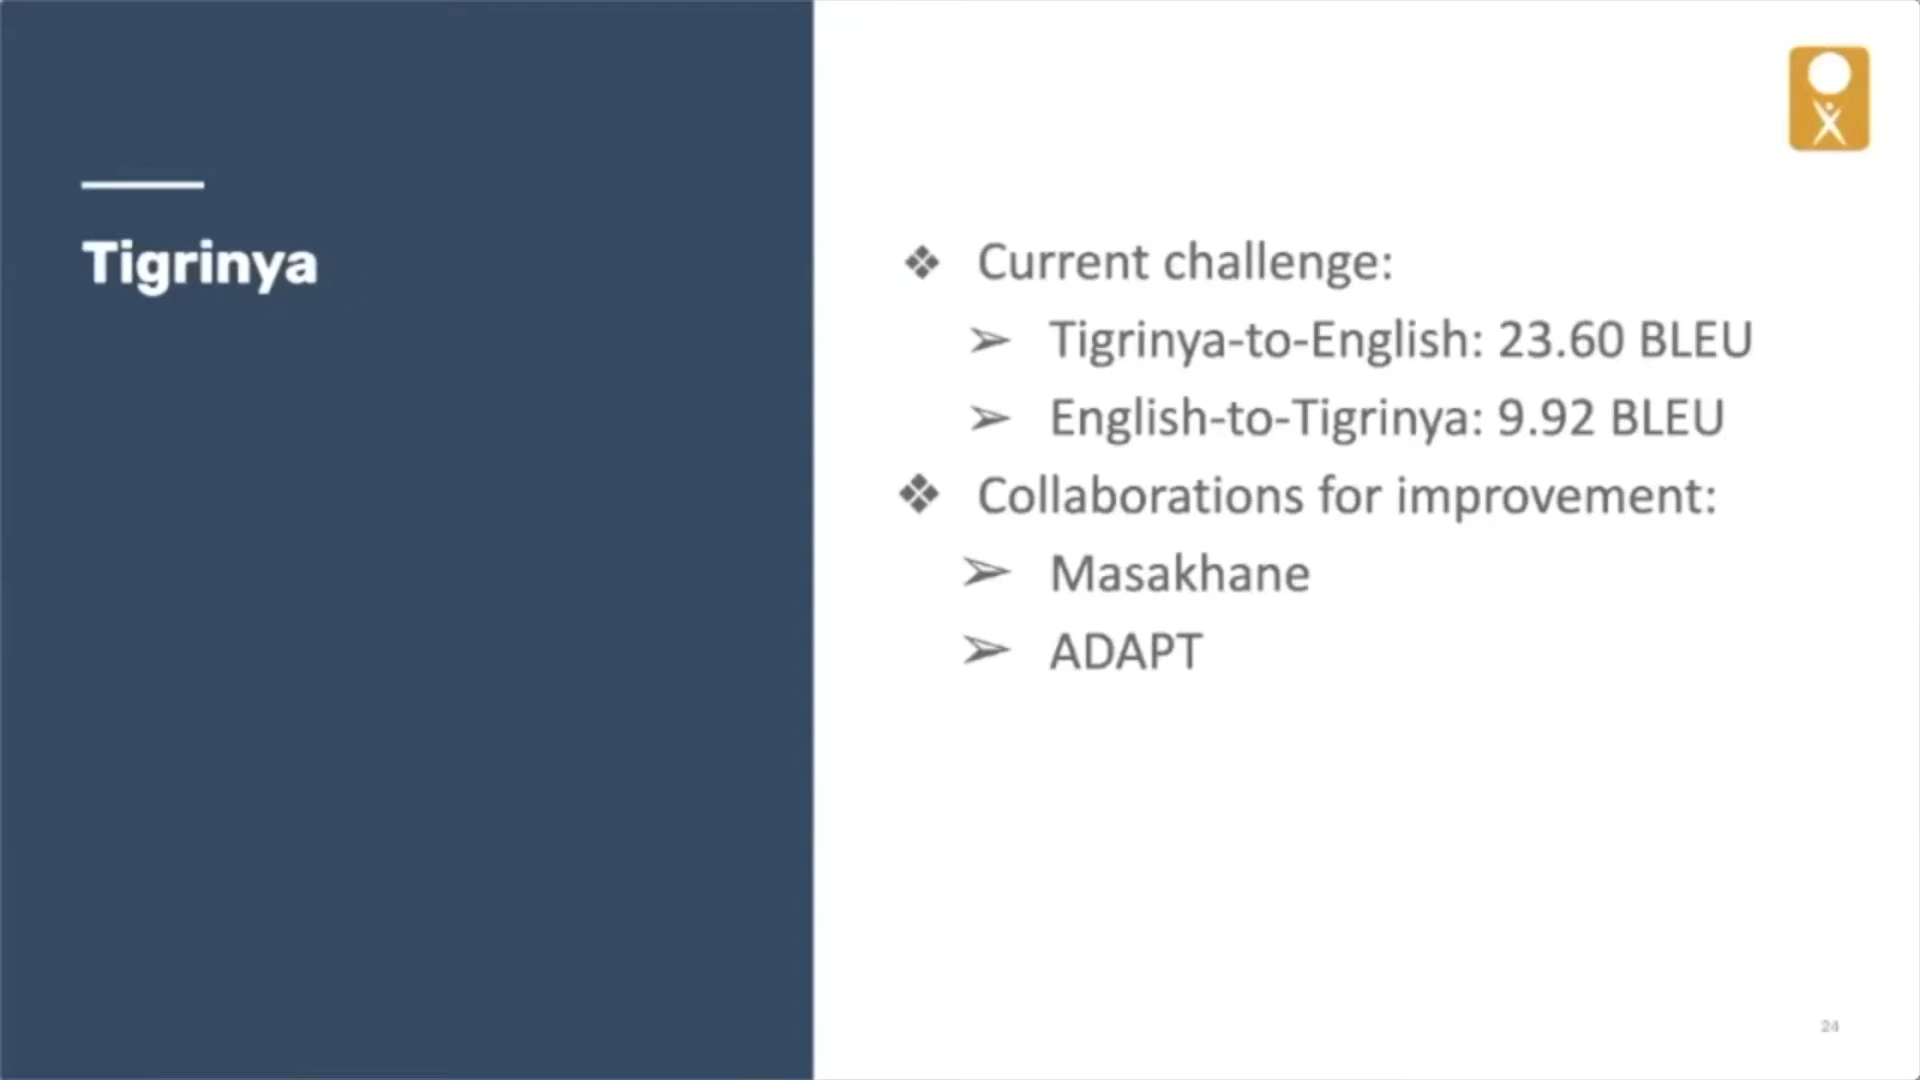 Tigrinya
❖ Current challenge:
➢ Tigrinya-to-English: 23.60 BLEU
➢ English-to-Tigrinya: 9.92 BLEU
❖ Collaborations for improvement:
➢ Masakhane
➢ ADAPT
24